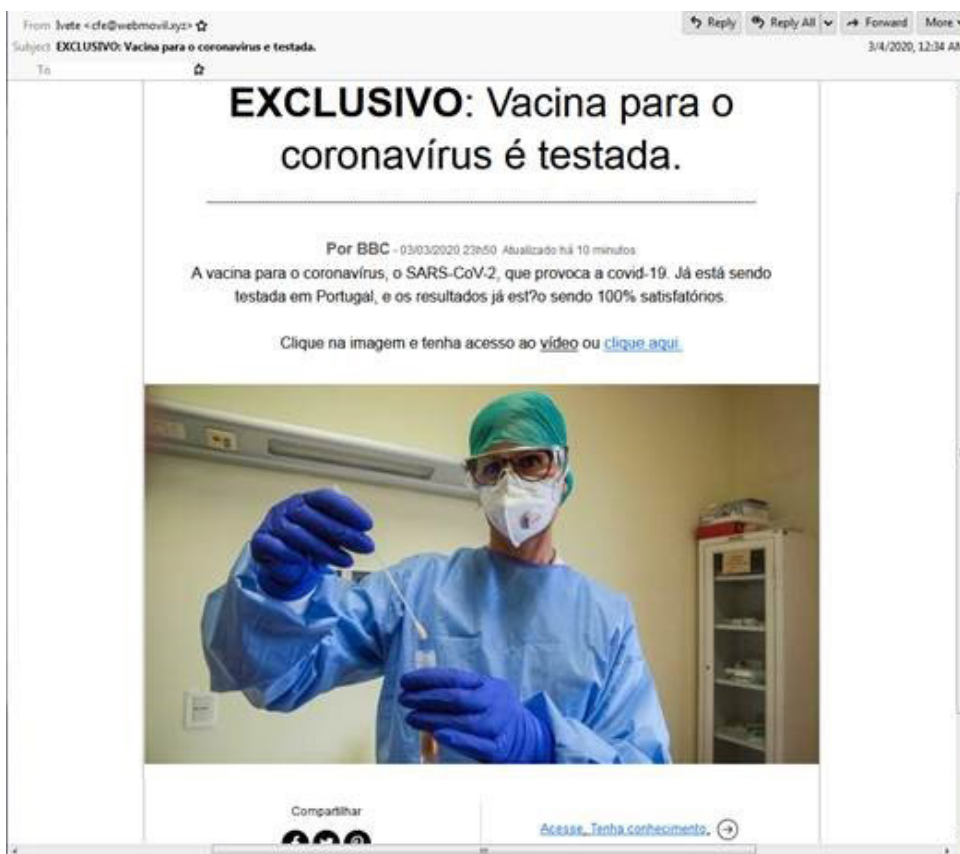 From Ivete <cfe@webmovil.xyz>
Reply Reply All Forward More
Subject EXCLUSIVO: Vacina para o coronavirus e testada.
3/4/2020, 12:34 AM
To
EXCLUSIVO: Vacina para o
coronavírus é testada.
Por BBC - 03/03/2020 23h50 Atualizado há 10 minutos
A vacina para o coronavírus, o SARS-CoV-2, que provoca a covid-19. Já está sendo
testada em Portugal, e os resultados já est?o sendo 100% satisfatórios.
Clique na imagem e tenha acesso ao vídeo ou clique aqui.
Compartilhar
Acesse, Tenha conhecimento,